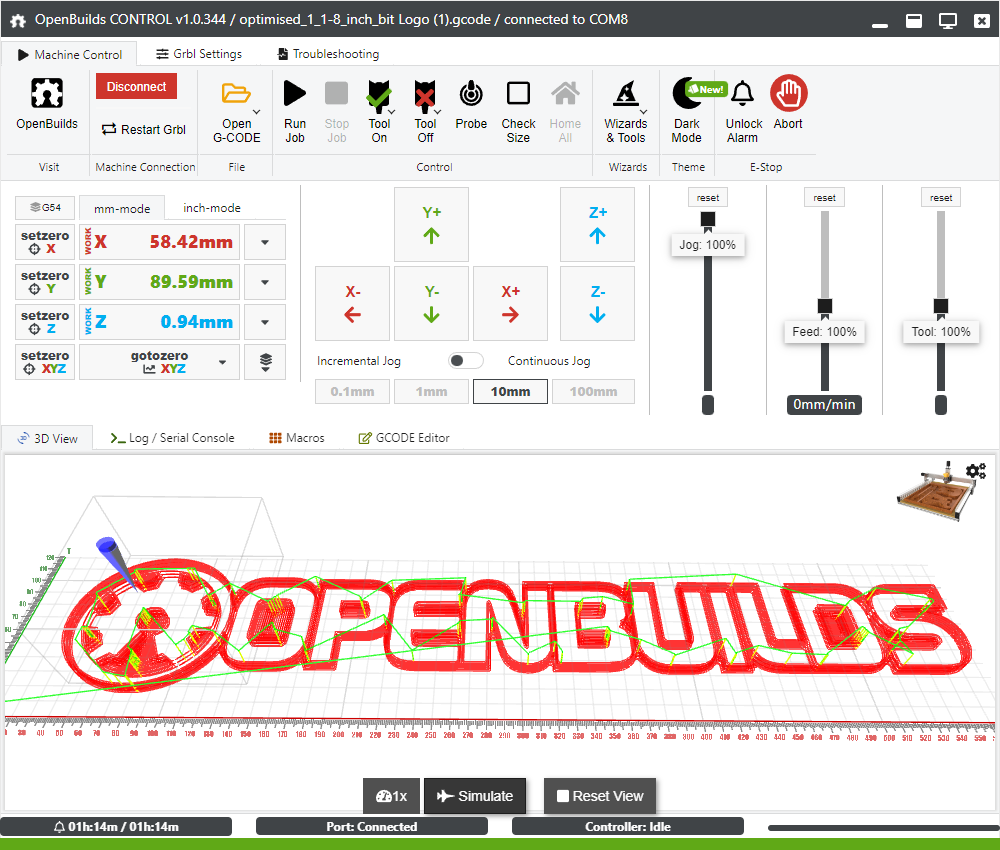 OpenBuilds CONTROL v1.0.344 / optimised_1_1-8_inch_bit Logo (1).gcode / connected to COM8
Machine Control
Grbl Settings
Troubleshooting
OpenBuilds
Disconnect
Restart Grbl
Open
G-CODE
Run
Job
Stop
Job
Tool
On
Tool
Off
Probe
Check
Size
Home
All
Wizards
& Tools
New!
Dark
Mode
Unlock
Alarm
Abort
Visit
Machine Connection
File
Control
Wizards
Theme
E-Stop
G54
mm-mode
inch-mode
setzero
X
WORK X 58.42mm
setzero
Y
WORK Y 89.59mm
setzero
Z
WORK Z 0.94mm
setzero
XYZ
gotozero
XYZ
Y+
Z+
X-
Y-
X+
Z-
Incremental Jog
Continuous Jog
0.1mm
1mm
10mm
100mm
reset
Jog: 100%
reset
Feed: 100%
0mm/min
reset
Tool: 100%
3D View
Log / Serial Console
Macros
GCODE Editor
OPENBUILDS
1x
Simulate
Reset View
01h:14m / 01h:14m
Port: Connected
Controller: Idle